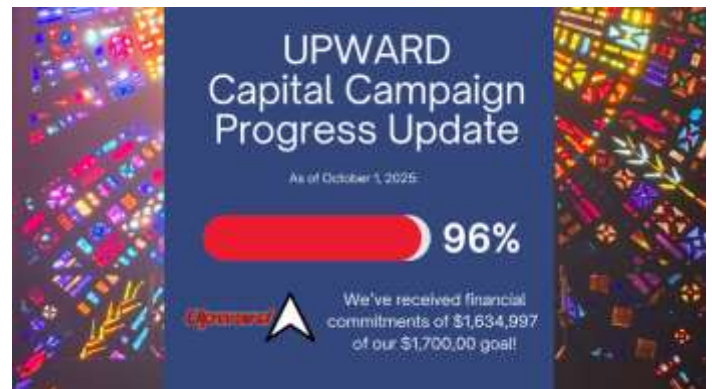 UPWARD
Capital Campaign
Progress Update
As of October 1, 2025
96%
Upward
We've received financial
commitments of $1,634,997
of our $1,700,00 goal!